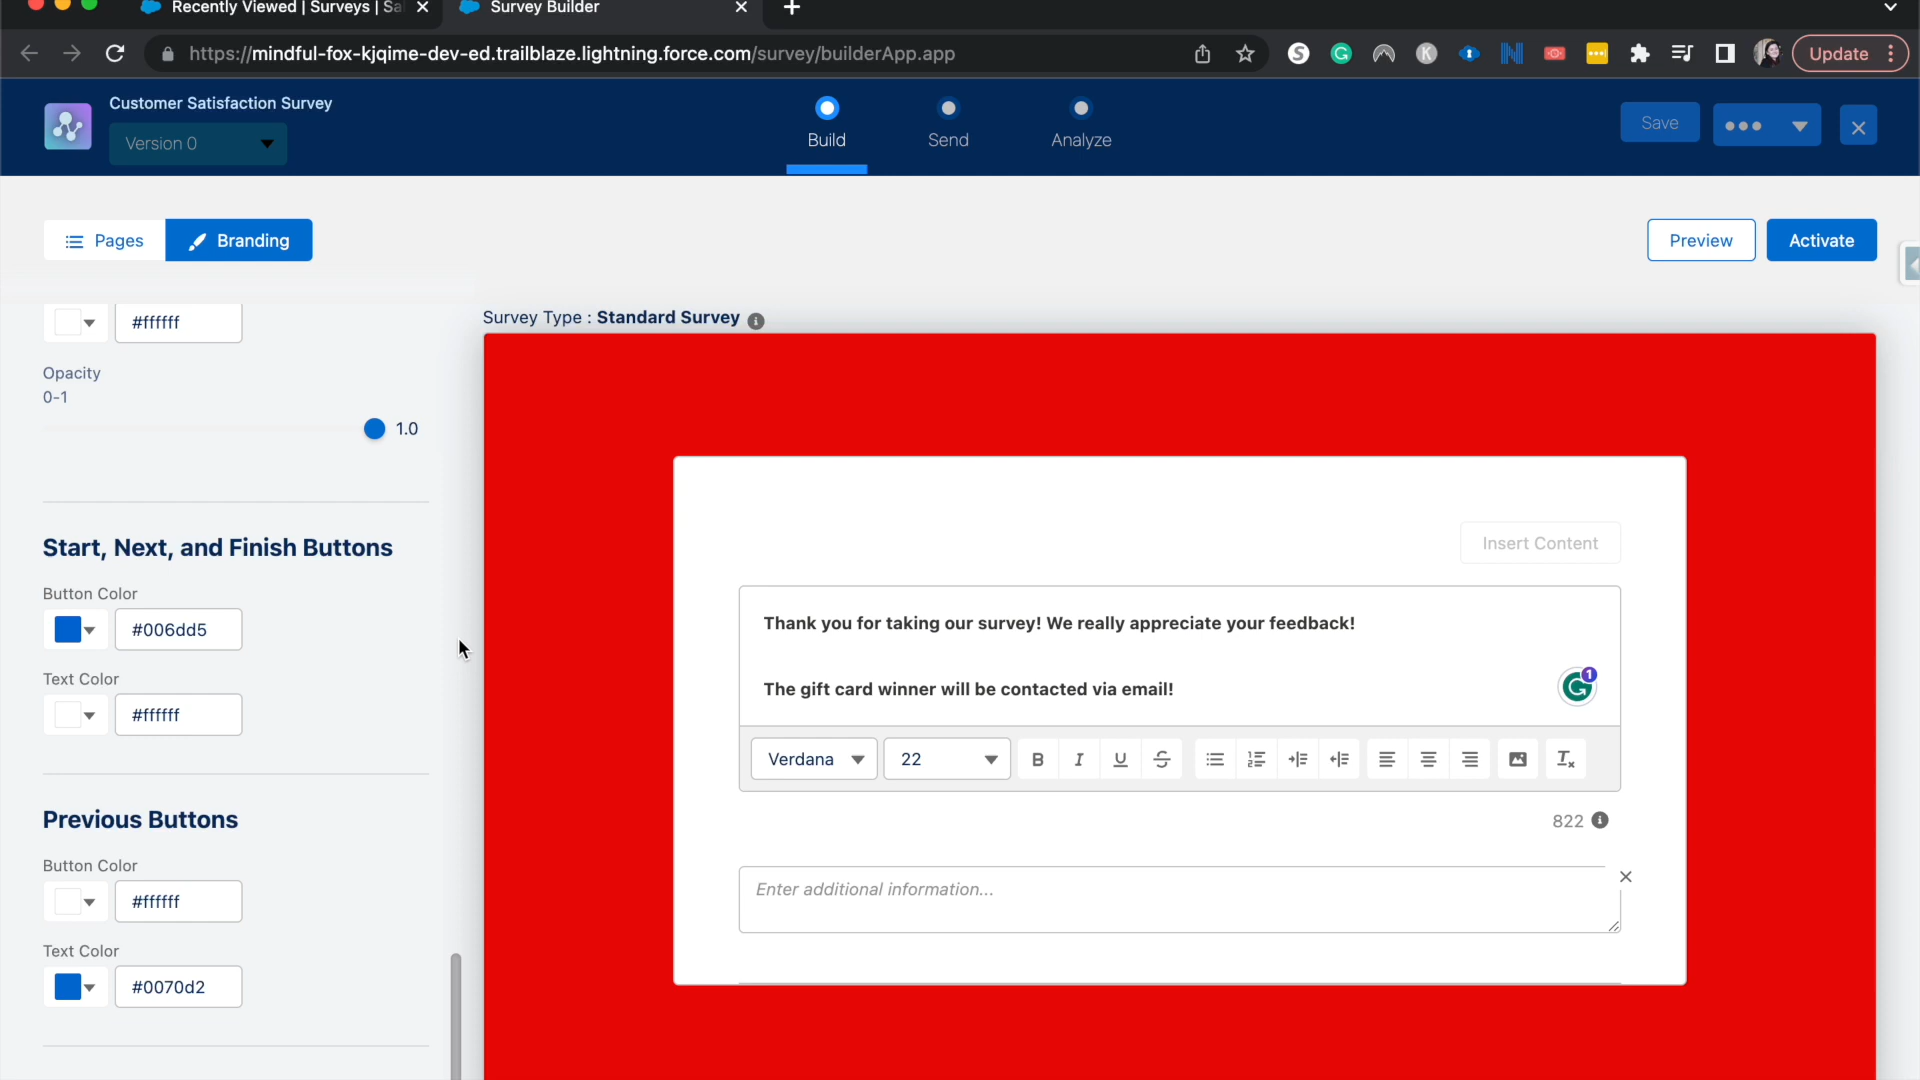 Recently Viewed | Surveys | Sa
Survey Builder
https://mindful-fox-kjqime-dev-ed.trailblaze.lightning.force.com/survey/builderApp.app
Update
Customer Satisfaction Survey
Version 0
Build
Send
Analyze
Save
Pages
Branding
Preview
Activate
Survey Type : Standard Survey
#ffffff
Opacity
0-1
1.0
Start, Next, and Finish Buttons
Button Color
#006dd5
Text Color
#ffffff
Previous Buttons
Button Color
#ffffff
Text Color
#0070d2
Insert Content
Thank you for taking our survey! We really appreciate your feedback!
The gift card winner will be contacted via email!
1
Verdana
22
B I U S
822
Enter additional information...